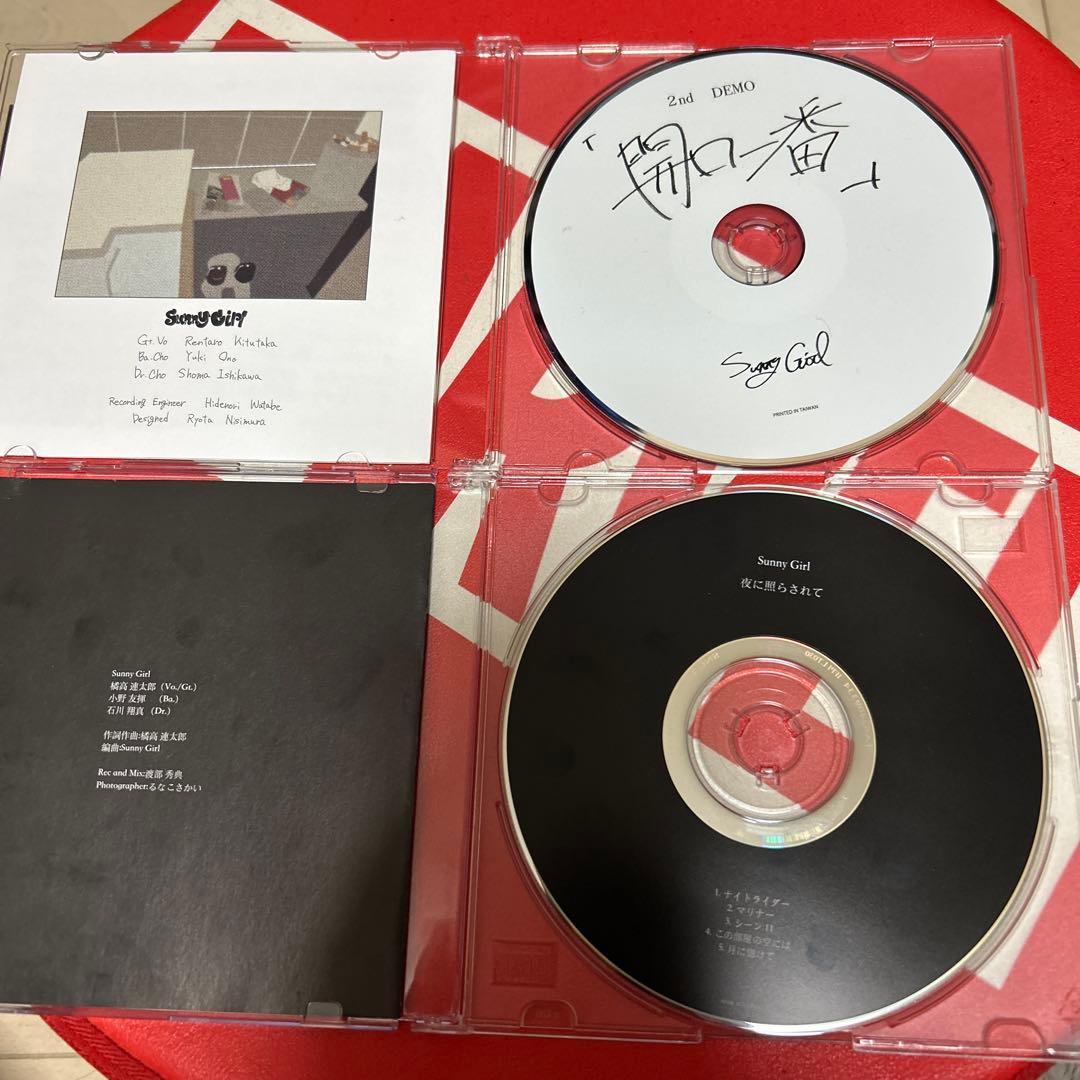 Sunny Girl
Gt.Vo Rentaro Kitutaka
Ba.Cho Yuki Ono
Dr.Cho Shoma Ishikawa
Recording Engineer Hidenori Watabe
Designed Ryota Nisimura
2nd DEMO
「開口一番」
Sunny Girl
PRINTED IN TAIWAN
Sunny Girl
橘高 連太郎 (Vo./Gt.)
小野 友揮 (Ba.)
石川 翔真 (Dr.)
作詞作曲:橘高 連太郎
編曲:Sunny Girl
Rec and Mix:渡部 秀典
Photographer:るなこさかい
Sunny Girl
夜に照らされて
1. ナイトライダー
2. マリナー
3. シーン11
4. この部屋の空には
5. 月に